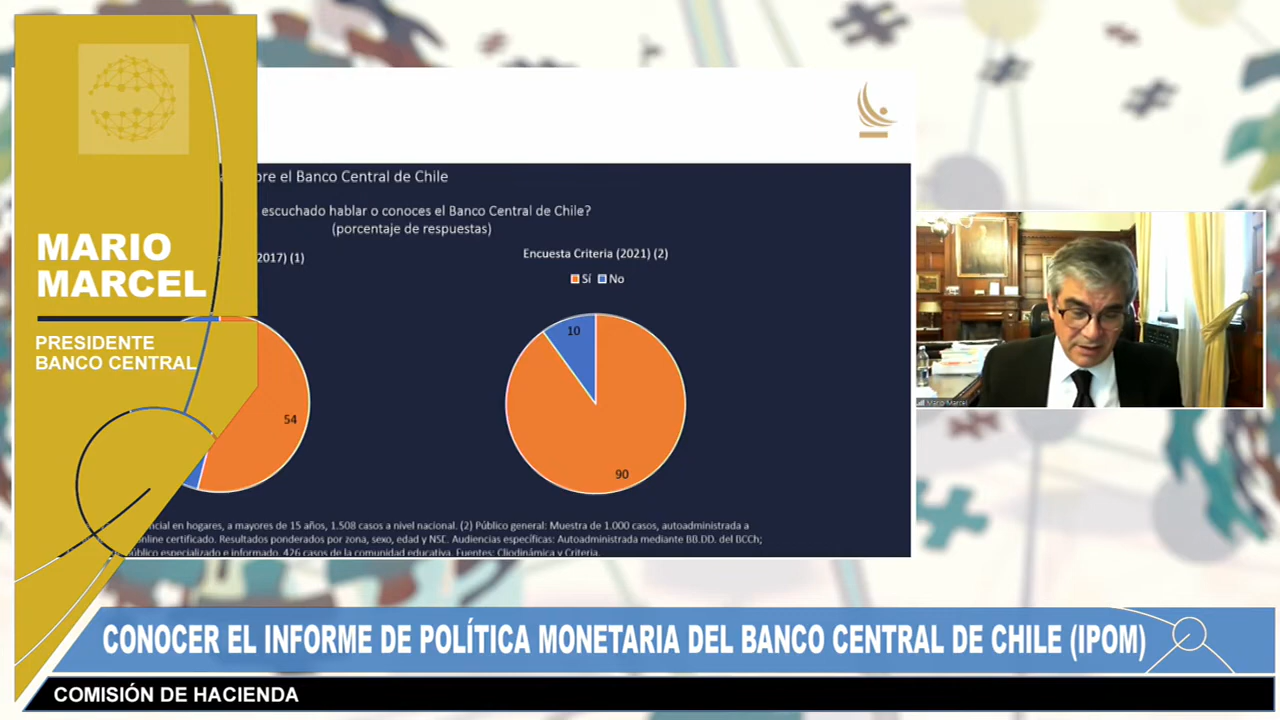 MARIO
MARCEL
PRESIDENTE
BANCO CENTRAL
el Banco Central de Chile
escuchado hablar o conoces el Banco Central de Chile?
(porcentaje de respuestas)
2017) (1)
Encuesta Criteria (2021) (2)
Sí No
54
10
90
en hogares, a mayores de 15 años, 1.508 casos a nivel nacional. (2) Público general: Muestra de 1.000 casos, autoadministrada a
online certificado. Resultados ponderados por zona, sexo, edad y NSE. Audiencias específicas: Autoadministrada mediante BB.DD. del BCCh;
público especializado e informado. 426 casos de la comunidad educativa. Fuentes: Cliodinámica y Criteria.
Mario Marcel
CONOCER EL INFORME DE POLÍTICA MONETARIA DEL BANCO CENTRAL DE CHILE (IPOM)
COMISIÓN DE HACIENDA